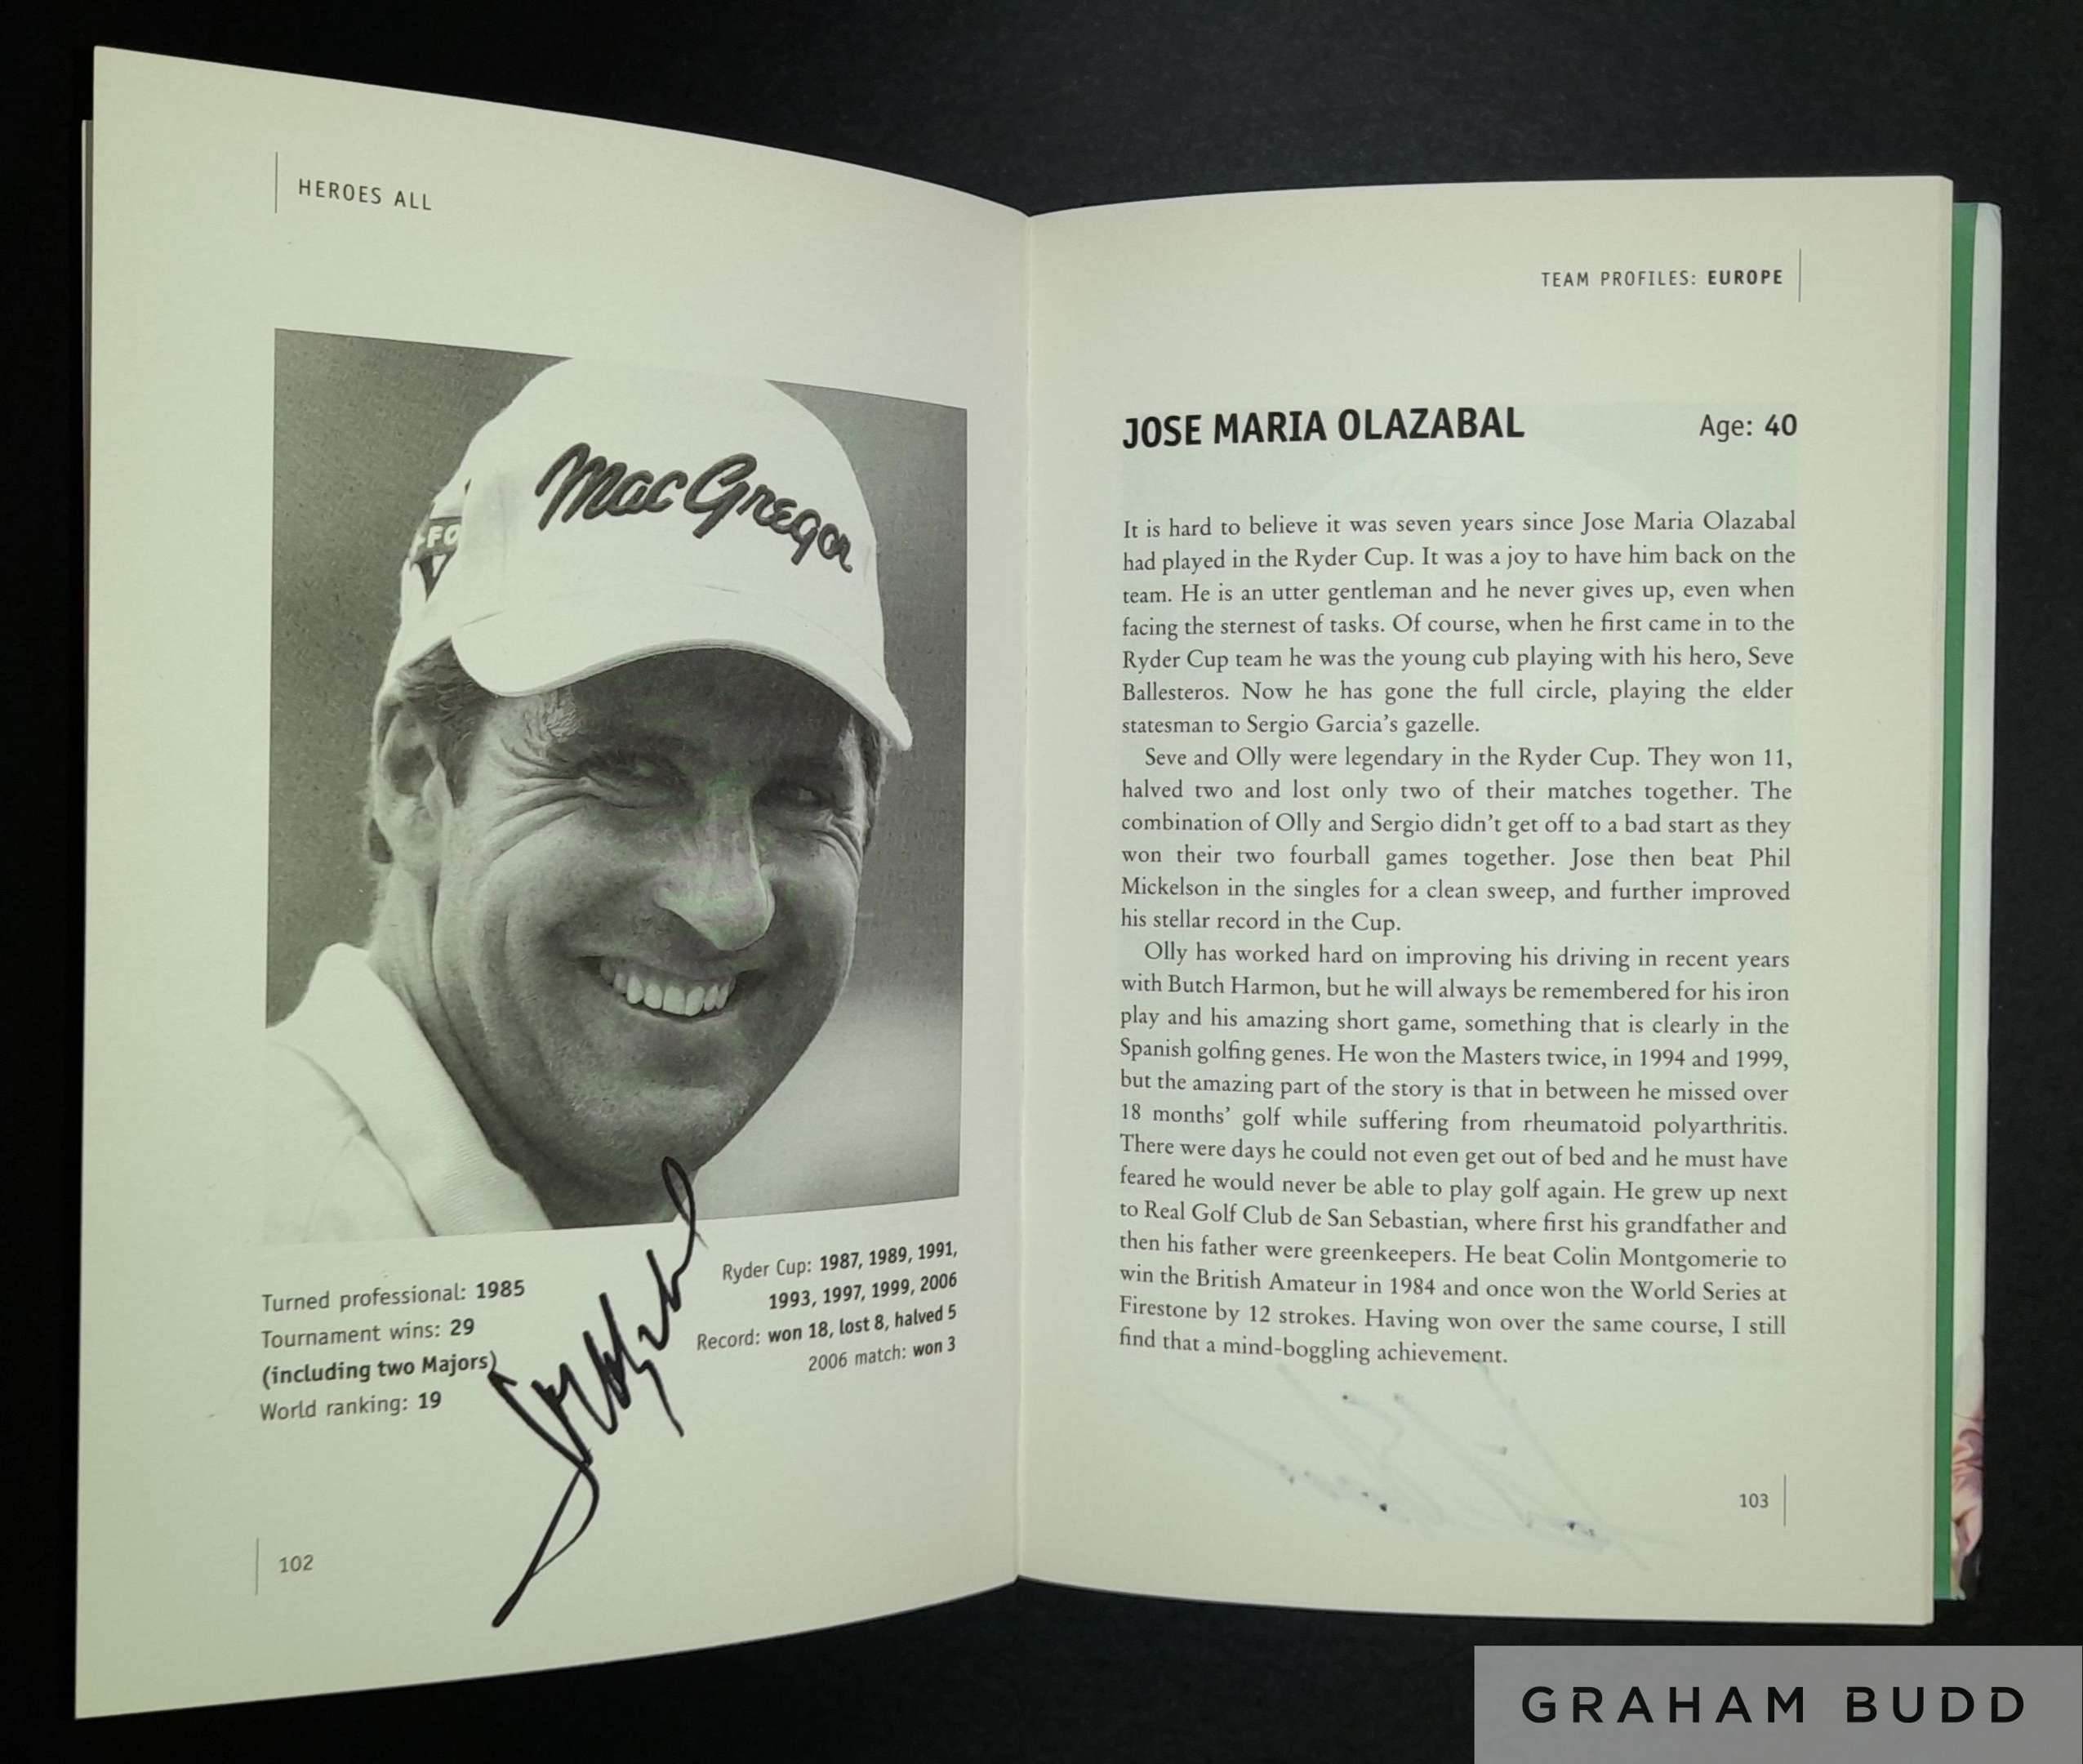 HEROES ALL
MacGregor
FO
Turned professional: 1985
Tournament wins: 29
(including two Majors)
World ranking: 19
Ryder Cup: 1987, 1989, 1991,
1993, 1997, 1999, 2006
Record: won 18, lost 8, halved 5
2006 match: won 3
102
TEAM PROFILES: EUROPE
JOSE MARIA OLAZABAL Age: 40
It is hard to believe it was seven years since Jose Maria Olazabal
had played in the Ryder Cup. It was a joy to have him back on the
team. He is an utter gentleman and he never gives up, even when
facing the sternest of tasks. Of course, when he first came in to the
Ryder Cup team he was the young cub playing with his hero, Seve
Ballesteros. Now he has gone the full circle, playing the elder
statesman to Sergio Garcia's gazelle.
Seve and Olly were legendary in the Ryder Cup. They won 11,
halved two and lost only two of their matches together. The
combination of Olly and Sergio didn't get off to a bad start as they
won their two fourball games together. Jose then beat Phil
Mickelson in the singles for a clean sweep, and further improved
his stellar record in the Cup.
Olly has worked hard on improving his driving in recent years
with Butch Harmon, but he will always be remembered for his iron
play and his amazing short game, something that is clearly in the
Spanish golfing genes. He won the Masters twice, in 1994 and 1999,
but the amazing part of the story is that in between he missed over
18 months' golf while suffering from rheumatoid polyarthritis.
There were days he could not even get out of bed and he must have
feared he would never be able to play golf again. He grew up next
to Real Golf Club de San Sebastian, where first his grandfather and
then his father were greenkeepers. He beat Colin Montgomerie to
win the British Amateur in 1984 and once won the World Series at
Firestone by 12 strokes. Having won over the same course, I still
find that a mind-boggling achievement.
103
GRAHAM BUDD